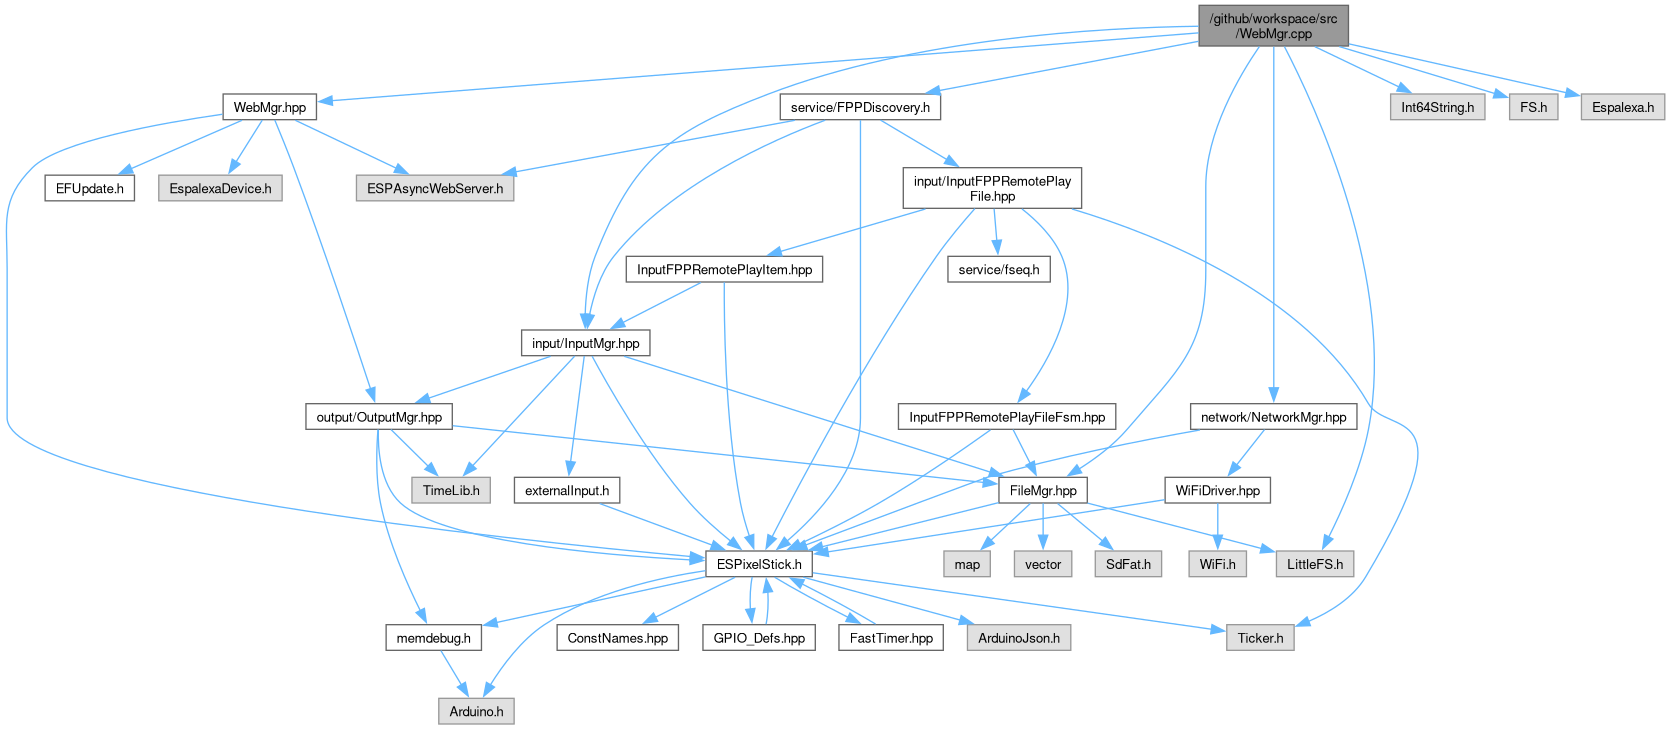 /github/workspace/src
/WebMgr.cpp
WebMgr.hpp
service/FPPDiscovery.h
Int64String.h
FS.h
Espalexa.h
EFUpdate.h
EspalexaDevice.h
ESPAsyncWebServer.h
input/InputFPPRemotePlay
File.hpp
InputFPPRemotePlayItem.hpp
service/fseq.h
input/InputMgr.hpp
output/OutputMgr.hpp
InputFPPRemotePlayFileFsm.hpp
network/NetworkMgr.hpp
TimeLib.h
externalInput.h
FileMgr.hpp
WiFiDriver.hpp
ESPixelStick.h
map
vector
SdFat.h
WiFi.h
LittleFS.h
memdebug.h
ConstNames.hpp
GPIO_Defs.hpp
FastTimer.hpp
ArduinoJson.h
Ticker.h
Arduino.h